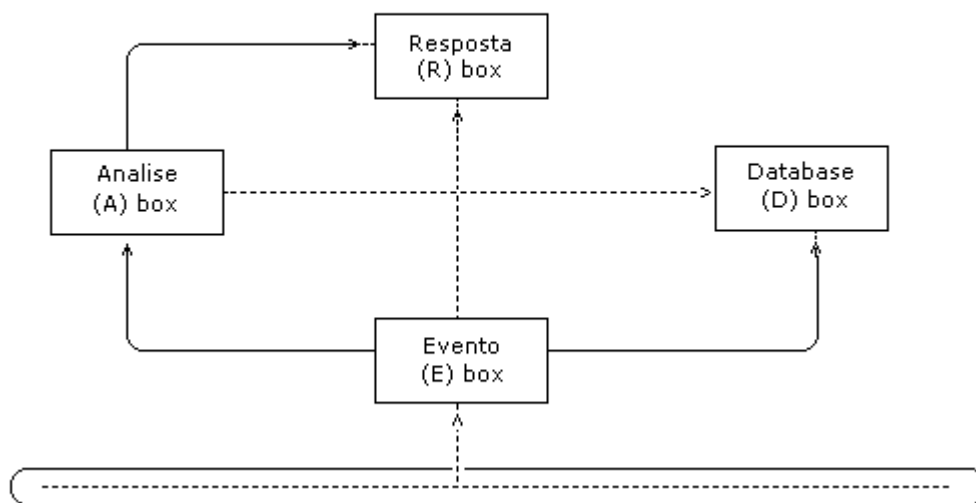 Resposta
(R) box
Analise
(A) box
Database
(D) box
Evento
(E) box